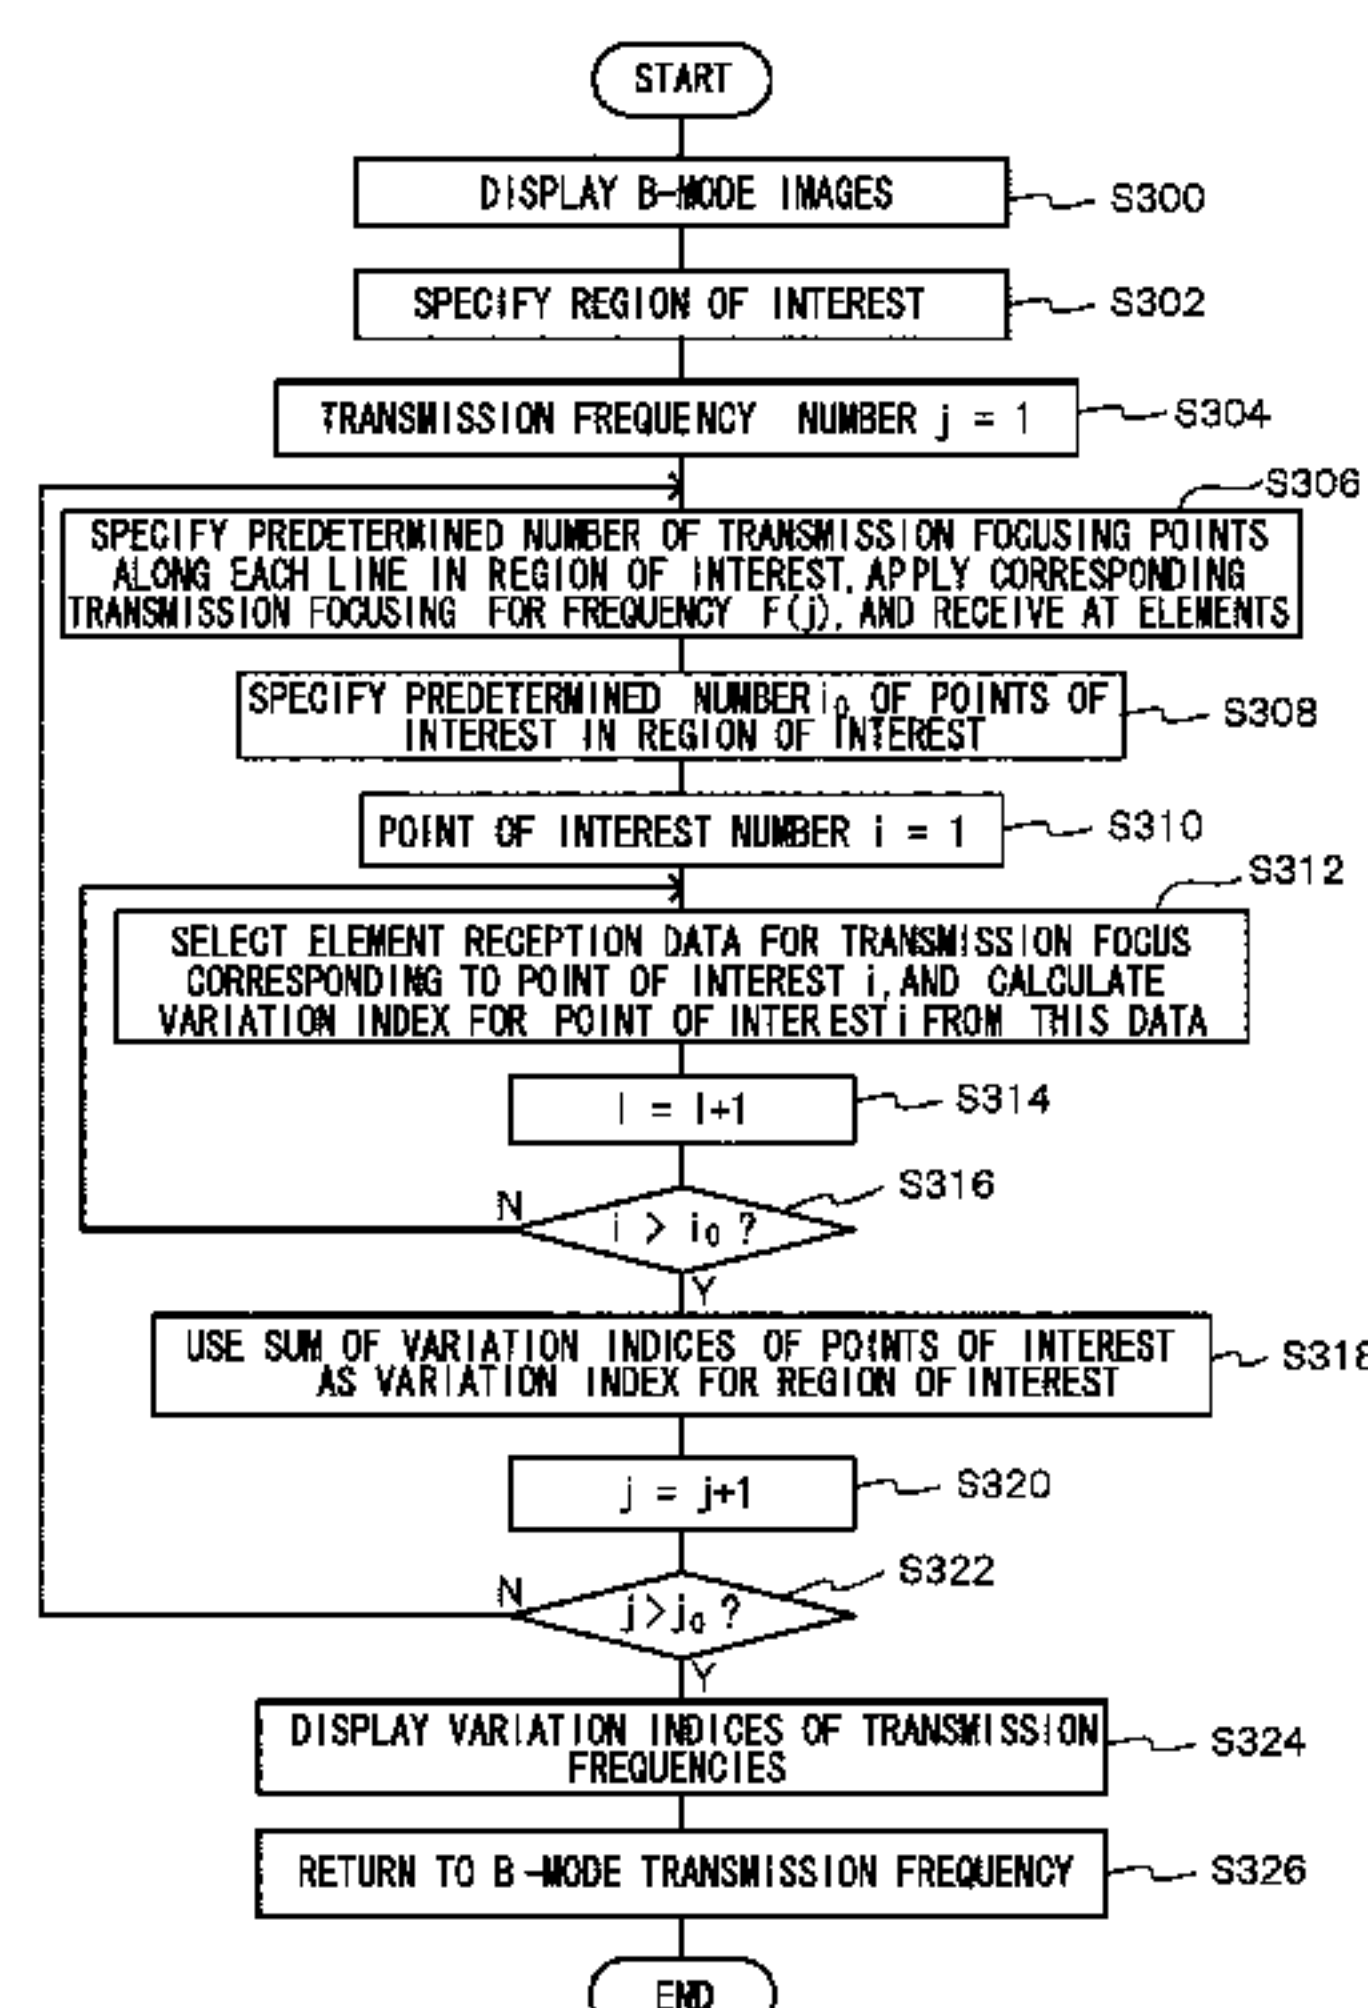 START
DISPLAY B-MODE IMAGES
S300
SPECIFY REGION OF INTEREST
S302
TRANSMISSION FREQUENCY NUMBER j = 1
S304
S306
SPECIFY PREDETERMINED NUMBER OF TRANSMISSION FOCUSING POINTS
ALONG EACH LINE IN REGION OF INTEREST, APPLY CORRESPONDING
TRANSMISSION FOCUSING FOR FREQUENCY F(j), AND RECEIVE AT ELEMENTS
SPECIFY PREDETERMINED NUMBER i₀ OF POINTS OF
INTEREST IN REGION OF INTEREST
S308
POINT OF INTEREST NUMBER i = 1
S310
S312
SELECT ELEMENT RECEPTION DATA FOR TRANSMISSION FOCUS
CORRESPONDING TO POINT OF INTEREST i, AND CALCULATE
VARIATION INDEX FOR POINT OF INTEREST i FROM THIS DATA
I = I+1
S314
S316
N
i > i₀ ?
Y
USE SUM OF VARIATION INDICES OF POINTS OF INTEREST
AS VARIATION INDEX FOR REGION OF INTEREST
S318
j = j+1
S320
S322
N
j>j₀ ?
Y
DISPLAY VARIATION INDICES OF TRANSMISSION
FREQUENCIES
S324
RETURN TO B-MODE TRANSMISSION FREQUENCY
S326
END